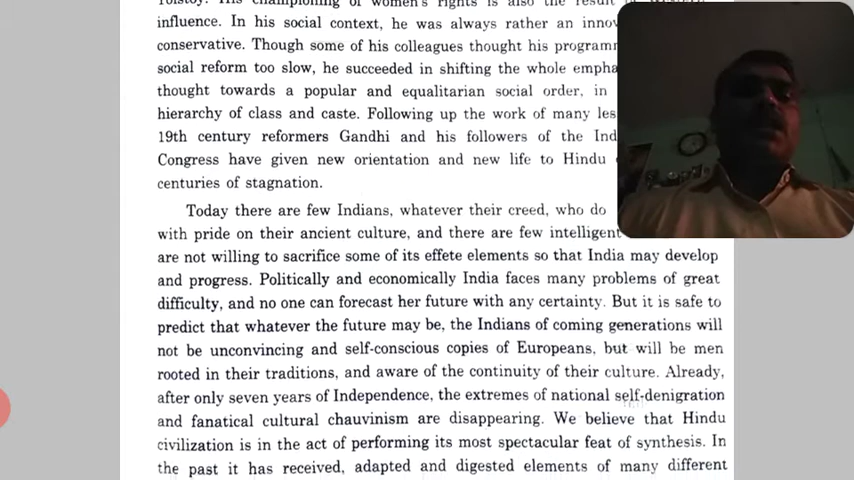 Tolstoy. His championing of women's rights is also the result of Western
influence. In his social context, he was always rather an
conservative. Though some of his colleagues thought his
social reform too slow, he succeeded in shifting the whole
thought towards a popular and equalitarian social order, in
hierarchy of class and caste. Following up the work of many
19th century reformers Gandhi and his followers of the
Congress have given new orientation and new life to Hindu
centuries of stagnation.
Today there are few Indians, whatever their creed, who do
with pride on their ancient culture, and there are few intelligent
are not willing to sacrifice some of its effete elements so that India may develop
and progress. Politically and economically India faces many problems of great
difficulty, and no one can forecast her future with any certainty. But it is safe to
predict that whatever the future may be, the Indians of coming generations will
not be unconvincing and self-conscious copies of Europeans, but will be men
rooted in their traditions, and aware of the continuity of their culture. Already,
after only seven years of Independence, the extremes of national self-denigration
and fanatical cultural chauvinism are disappearing. We believe that Hindu
civilization is in the act of performing its most spectacular feat of synthesis. In
the past it has received, adapted and digested elements of many different